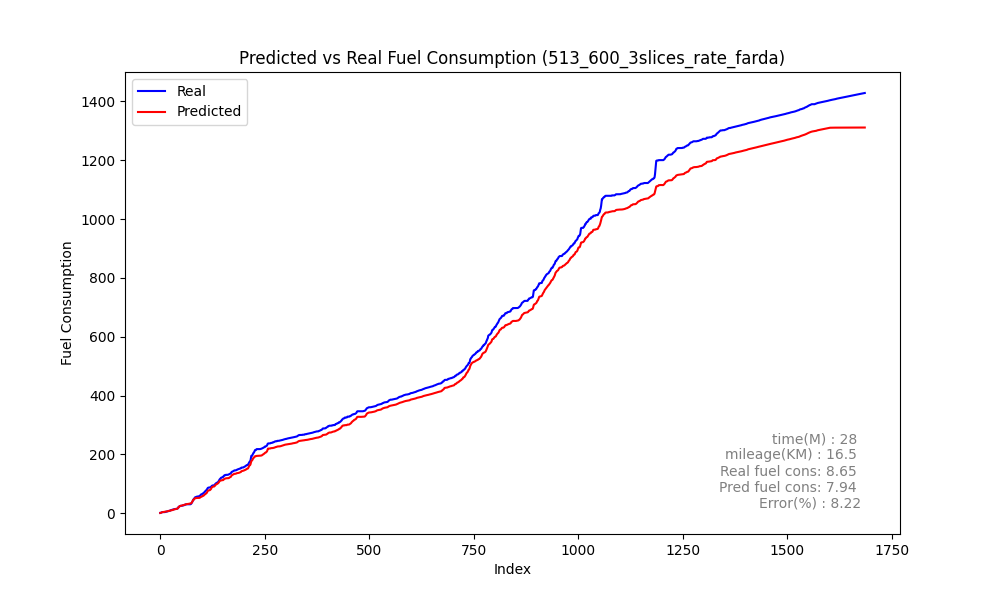 Predicted vs Real Fuel Consumption (513_600_3slices_rate_farda)
Real
Predicted
Fuel Consumption
1400
1200
1000
800
600
400
200
0
time(M) : 28
mileage(KM) : 16.5
Real fuel cons: 8.65
Pred fuel cons: 7.94
Error(%) : 8.22
0 250 500 750 1000 1250 1500 1750
Index